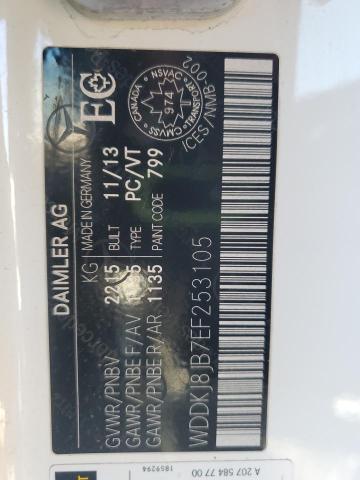 DAIMLER AG
KG MADE IN GERMANY
GVWR/PNBV 2215 BUILT 11/13
GAWR/PNBE F/AV TYPE PC/VT
GAWR/PNBE R/AR 1135 PAINT CODE 799
EC
CANADA NSVAC TRANSPORT CMVSS
974
ICES/NMB-002
WDDKJ8JB7EF253105
1859294
A 207 584 77 00